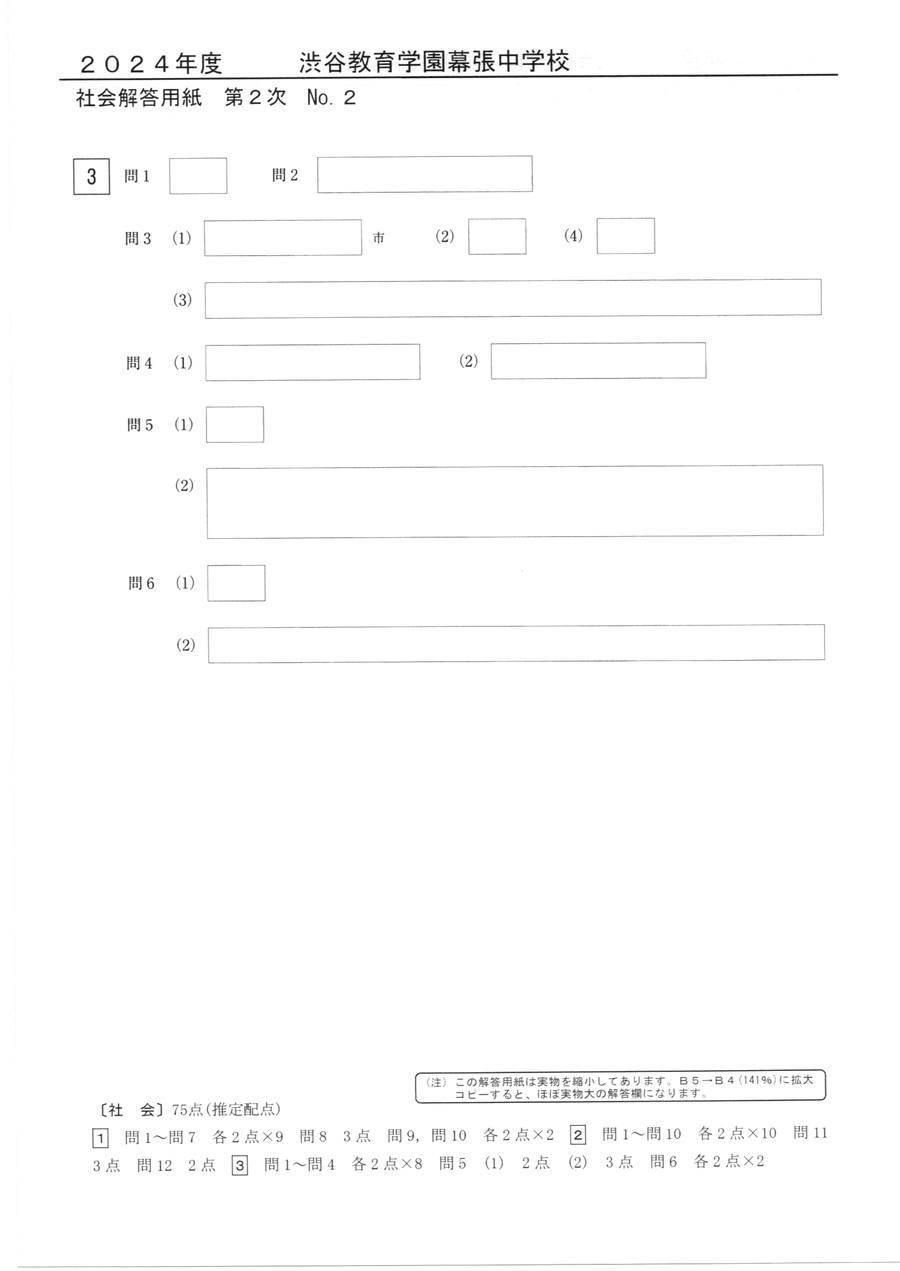 2024年度 渋谷教育学園幕張中学校
社会解答用紙 第2次 No.2
3 問1 問2
問3 (1) 市 (2) (4)
(3)
問4 (1) (2)
問5 (1)
(2)
問6 (1)
(2)
(注) この解答用紙は実物を縮小してあります。B5→B4(141%)に拡大
コピーすると、ほぼ実物大の解答欄になります。
〔社 会〕75点(推定配点)
1 問1〜問7 各2点×9 問8 3点 問9, 問10 各2点×2 2 問1〜問10 各2点×10 問11
3点 問12 2点 3 問1〜問4 各2点×8 問5 (1) 2点 (2) 3点 問6 各2点×2